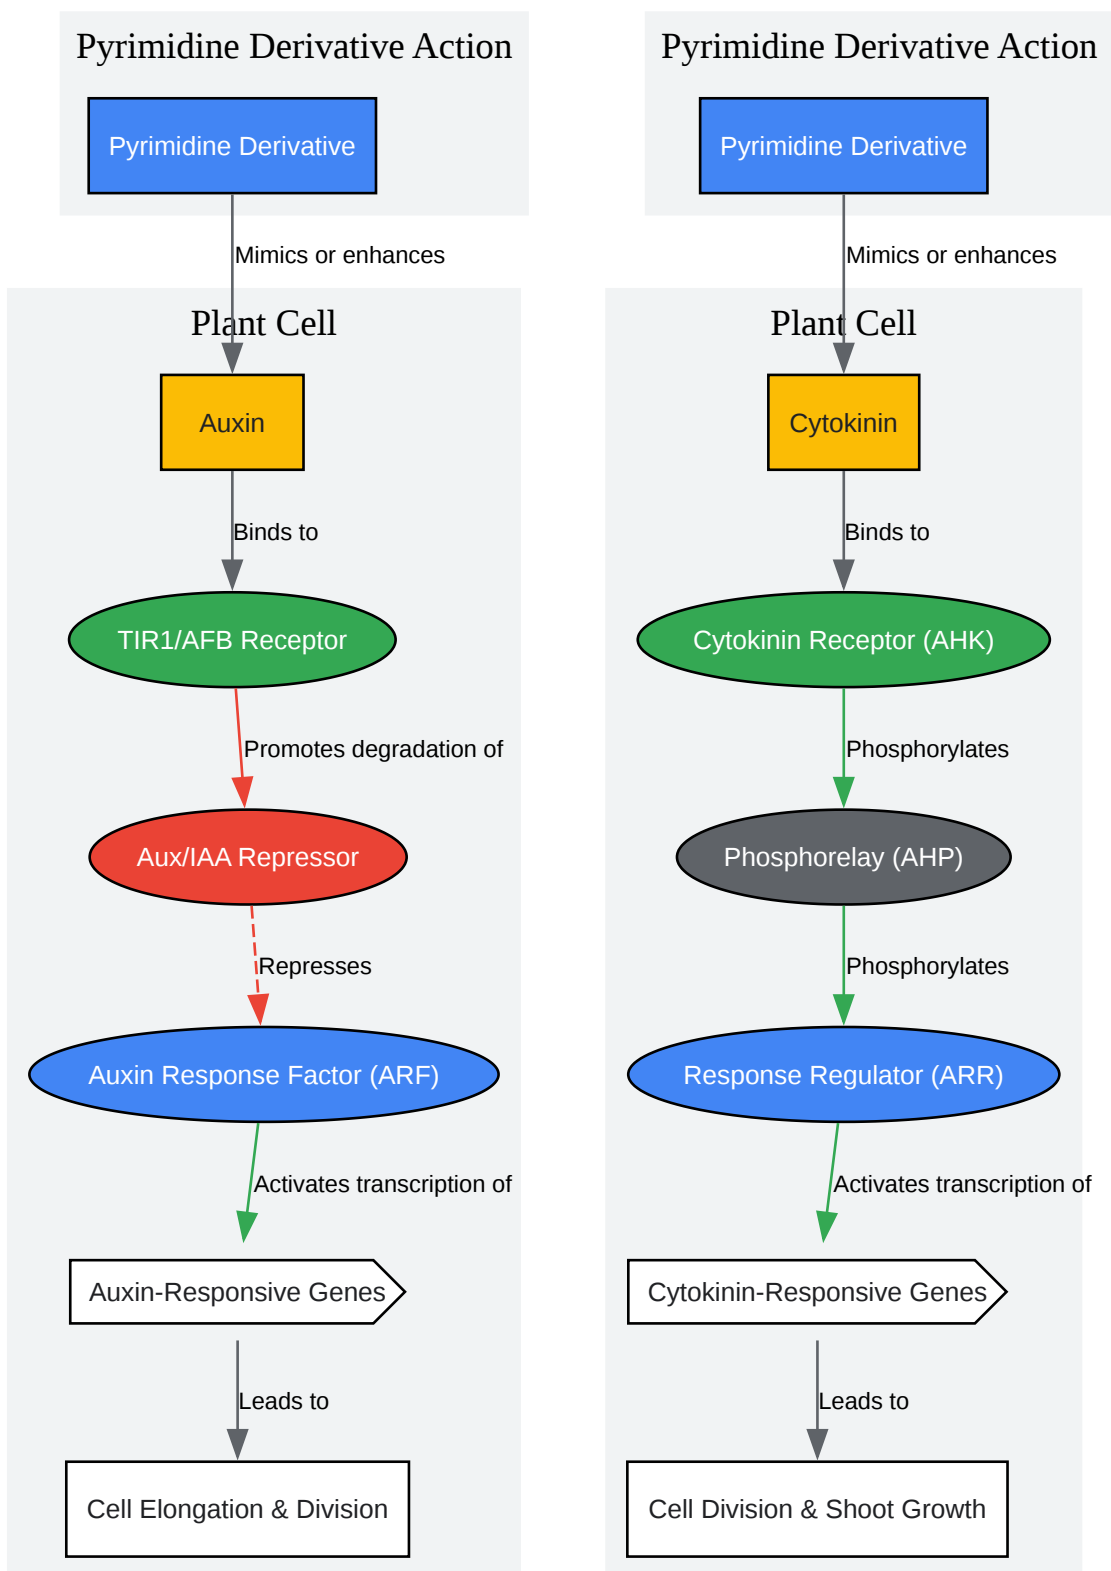 Pyrimidine Derivative Action
Pyrimidine Derivative
Mimics or enhances
Plant Cell
Auxin
Binds to
TIR1/AFB Receptor
Promotes degradation of
Aux/IAA Repressor
Represses
Auxin Response Factor (ARF)
Activates transcription of
Auxin-Responsive Genes
Leads to
Cell Elongation & Division
Pyrimidine Derivative Action
Pyrimidine Derivative
Mimics or enhances
Plant Cell
Cytokinin
Binds to
Cytokinin Receptor (AHK)
Phosphorylates
Phosphorelay (AHP)
Phosphorylates
Response Regulator (ARR)
Activates transcription of
Cytokinin-Responsive Genes
Leads to
Cell Division & Shoot Growth